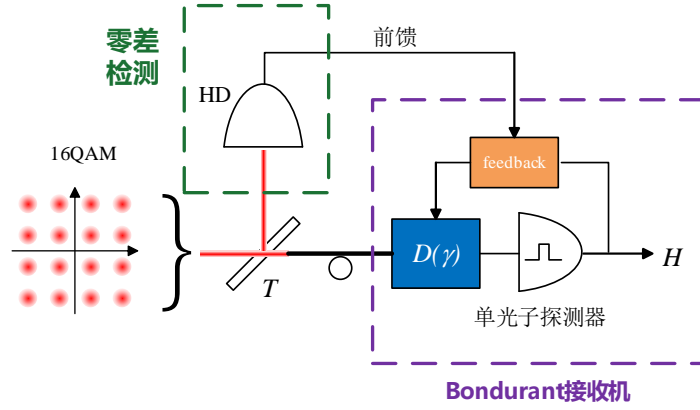 零差
检测
前馈
HD
16QAM
feedback
D(γ)
H
T
单光子探测器
Bondurant接收机